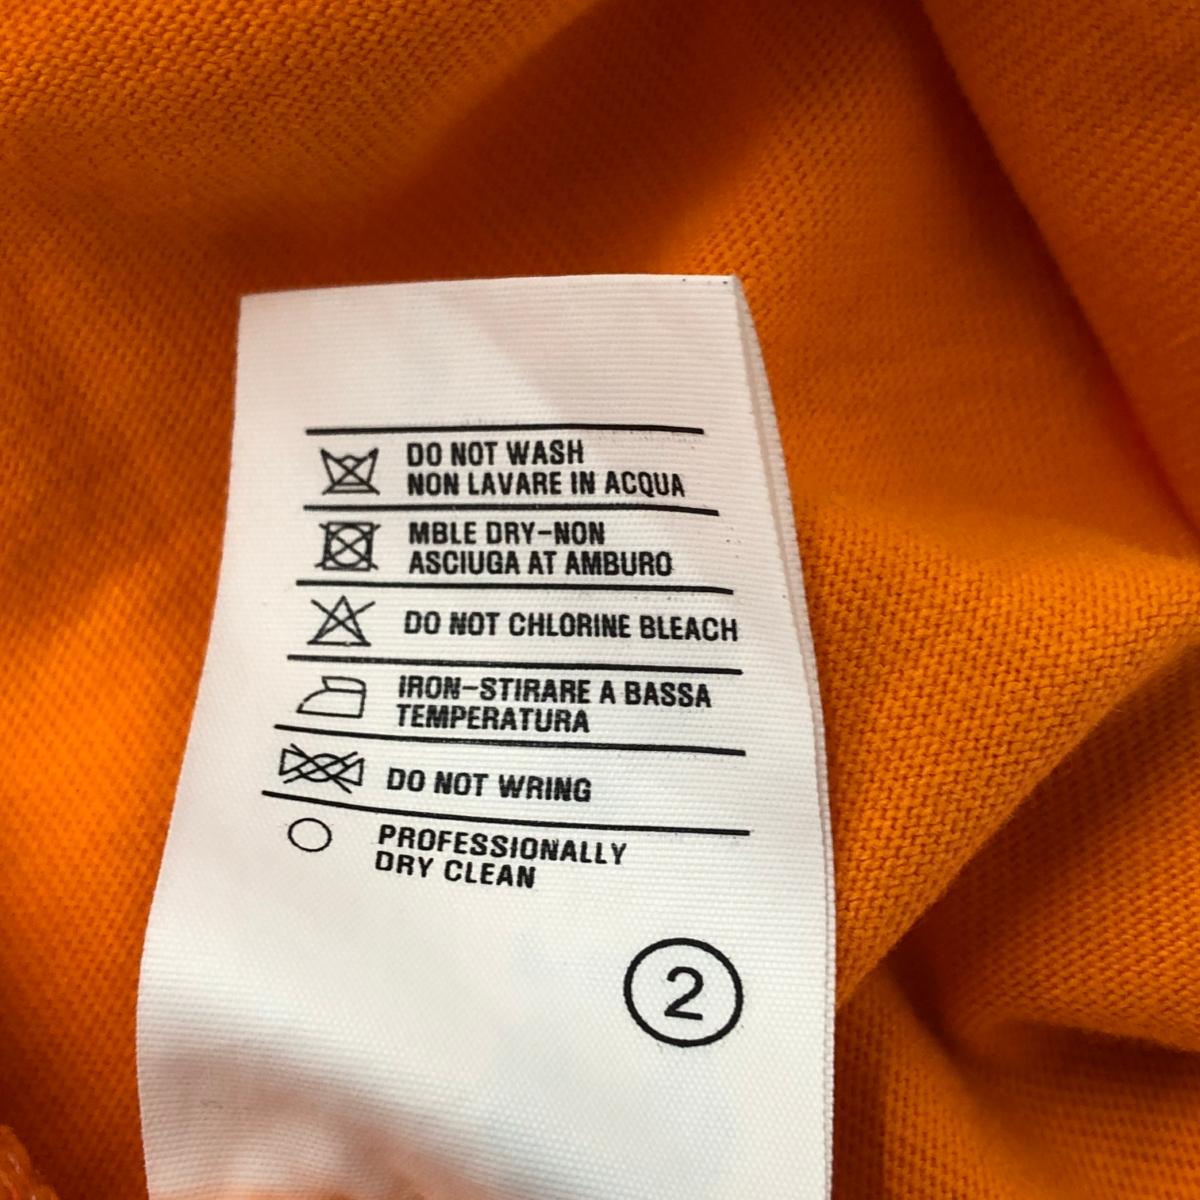 DO NOT WASH
NON LAVARE IN ACQUA
MBLE DRY-NON
ASCIUGA AT AMBURO
DO NOT CHLORINE BLEACH
IRON-STIRARE A BASSA
TEMPERATURA
DO NOT WRING
PROFESSIONALLY
DRY CLEAN
2